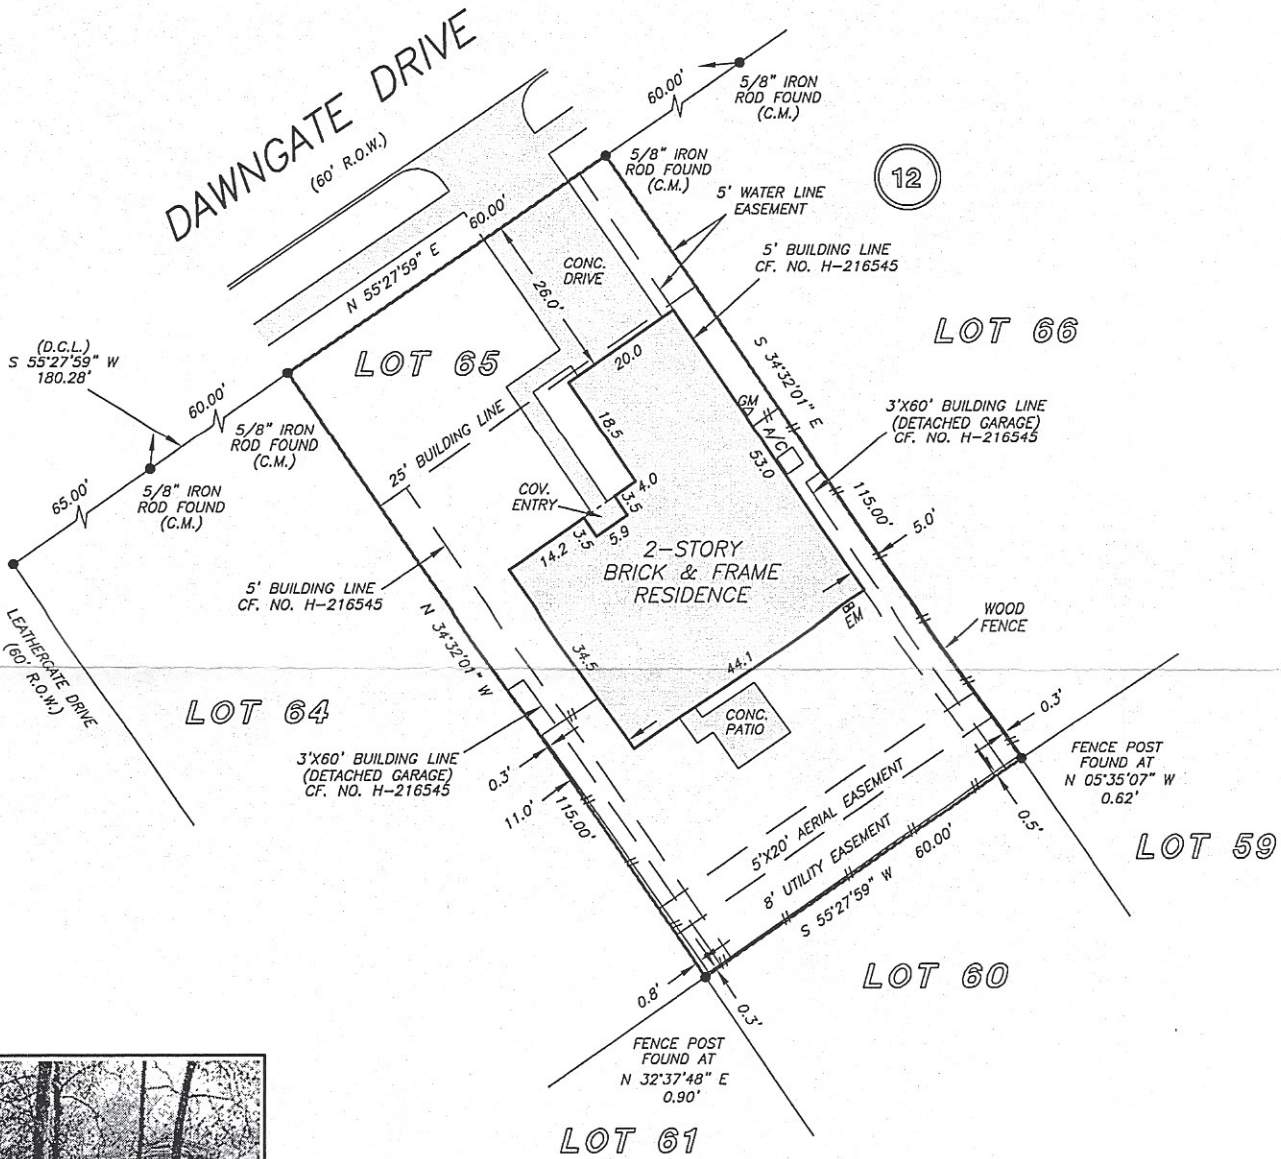 DAWNGATE DRIVE
(60' R.O.W.)
60.00'
5/8" IRON
ROD FOUND
(C.M.)
5/8" IRON
ROD FOUND
(C.M.)
12
5' WATER LINE
EASEMENT
5' BUILDING LINE
CF. NO. H-216545
60.00'
N 55°27'59" E
CONC.
DRIVE
26.0'
LOT 66
LOT 65
(D.C.L.)
S 55°27'59" W
180.28'
60.00'
5/8" IRON
ROD FOUND
(C.M.)
65.00'
5/8" IRON
ROD FOUND
(C.M.)
20.0
S 34°32'01" E
GM
A/C
3'X60' BUILDING LINE
(DETACHED GARAGE)
CF. NO. H-216545
25' BUILDING LINE
18.5
53.0
115.00'
5.0'
COV.
ENTRY
4.0
3.5
3.5
5.9
14.2
2-STORY
BRICK & FRAME
RESIDENCE
5' BUILDING LINE
CF. NO. H-216545
N 34°32'01" W
EM
WOOD
FENCE
LEATHERGATE DRIVE
(60' R.O.W.)
34.5
44.1
LOT 64
CONC.
PATIO
3'X60' BUILDING LINE
(DETACHED GARAGE)
CF. NO. H-216545
0.3'
11.0'
115.00'
0.3'
FENCE POST
FOUND AT
N 05°35'07" W
0.62'
5'X20' AERIAL EASEMENT
8' UTILITY EASEMENT
60.00'
S 55°27'59" W
0.5'
LOT 59
LOT 60
0.8'
0.3'
FENCE POST
FOUND AT
N 32°37'48" E
0.90'
LOT 61